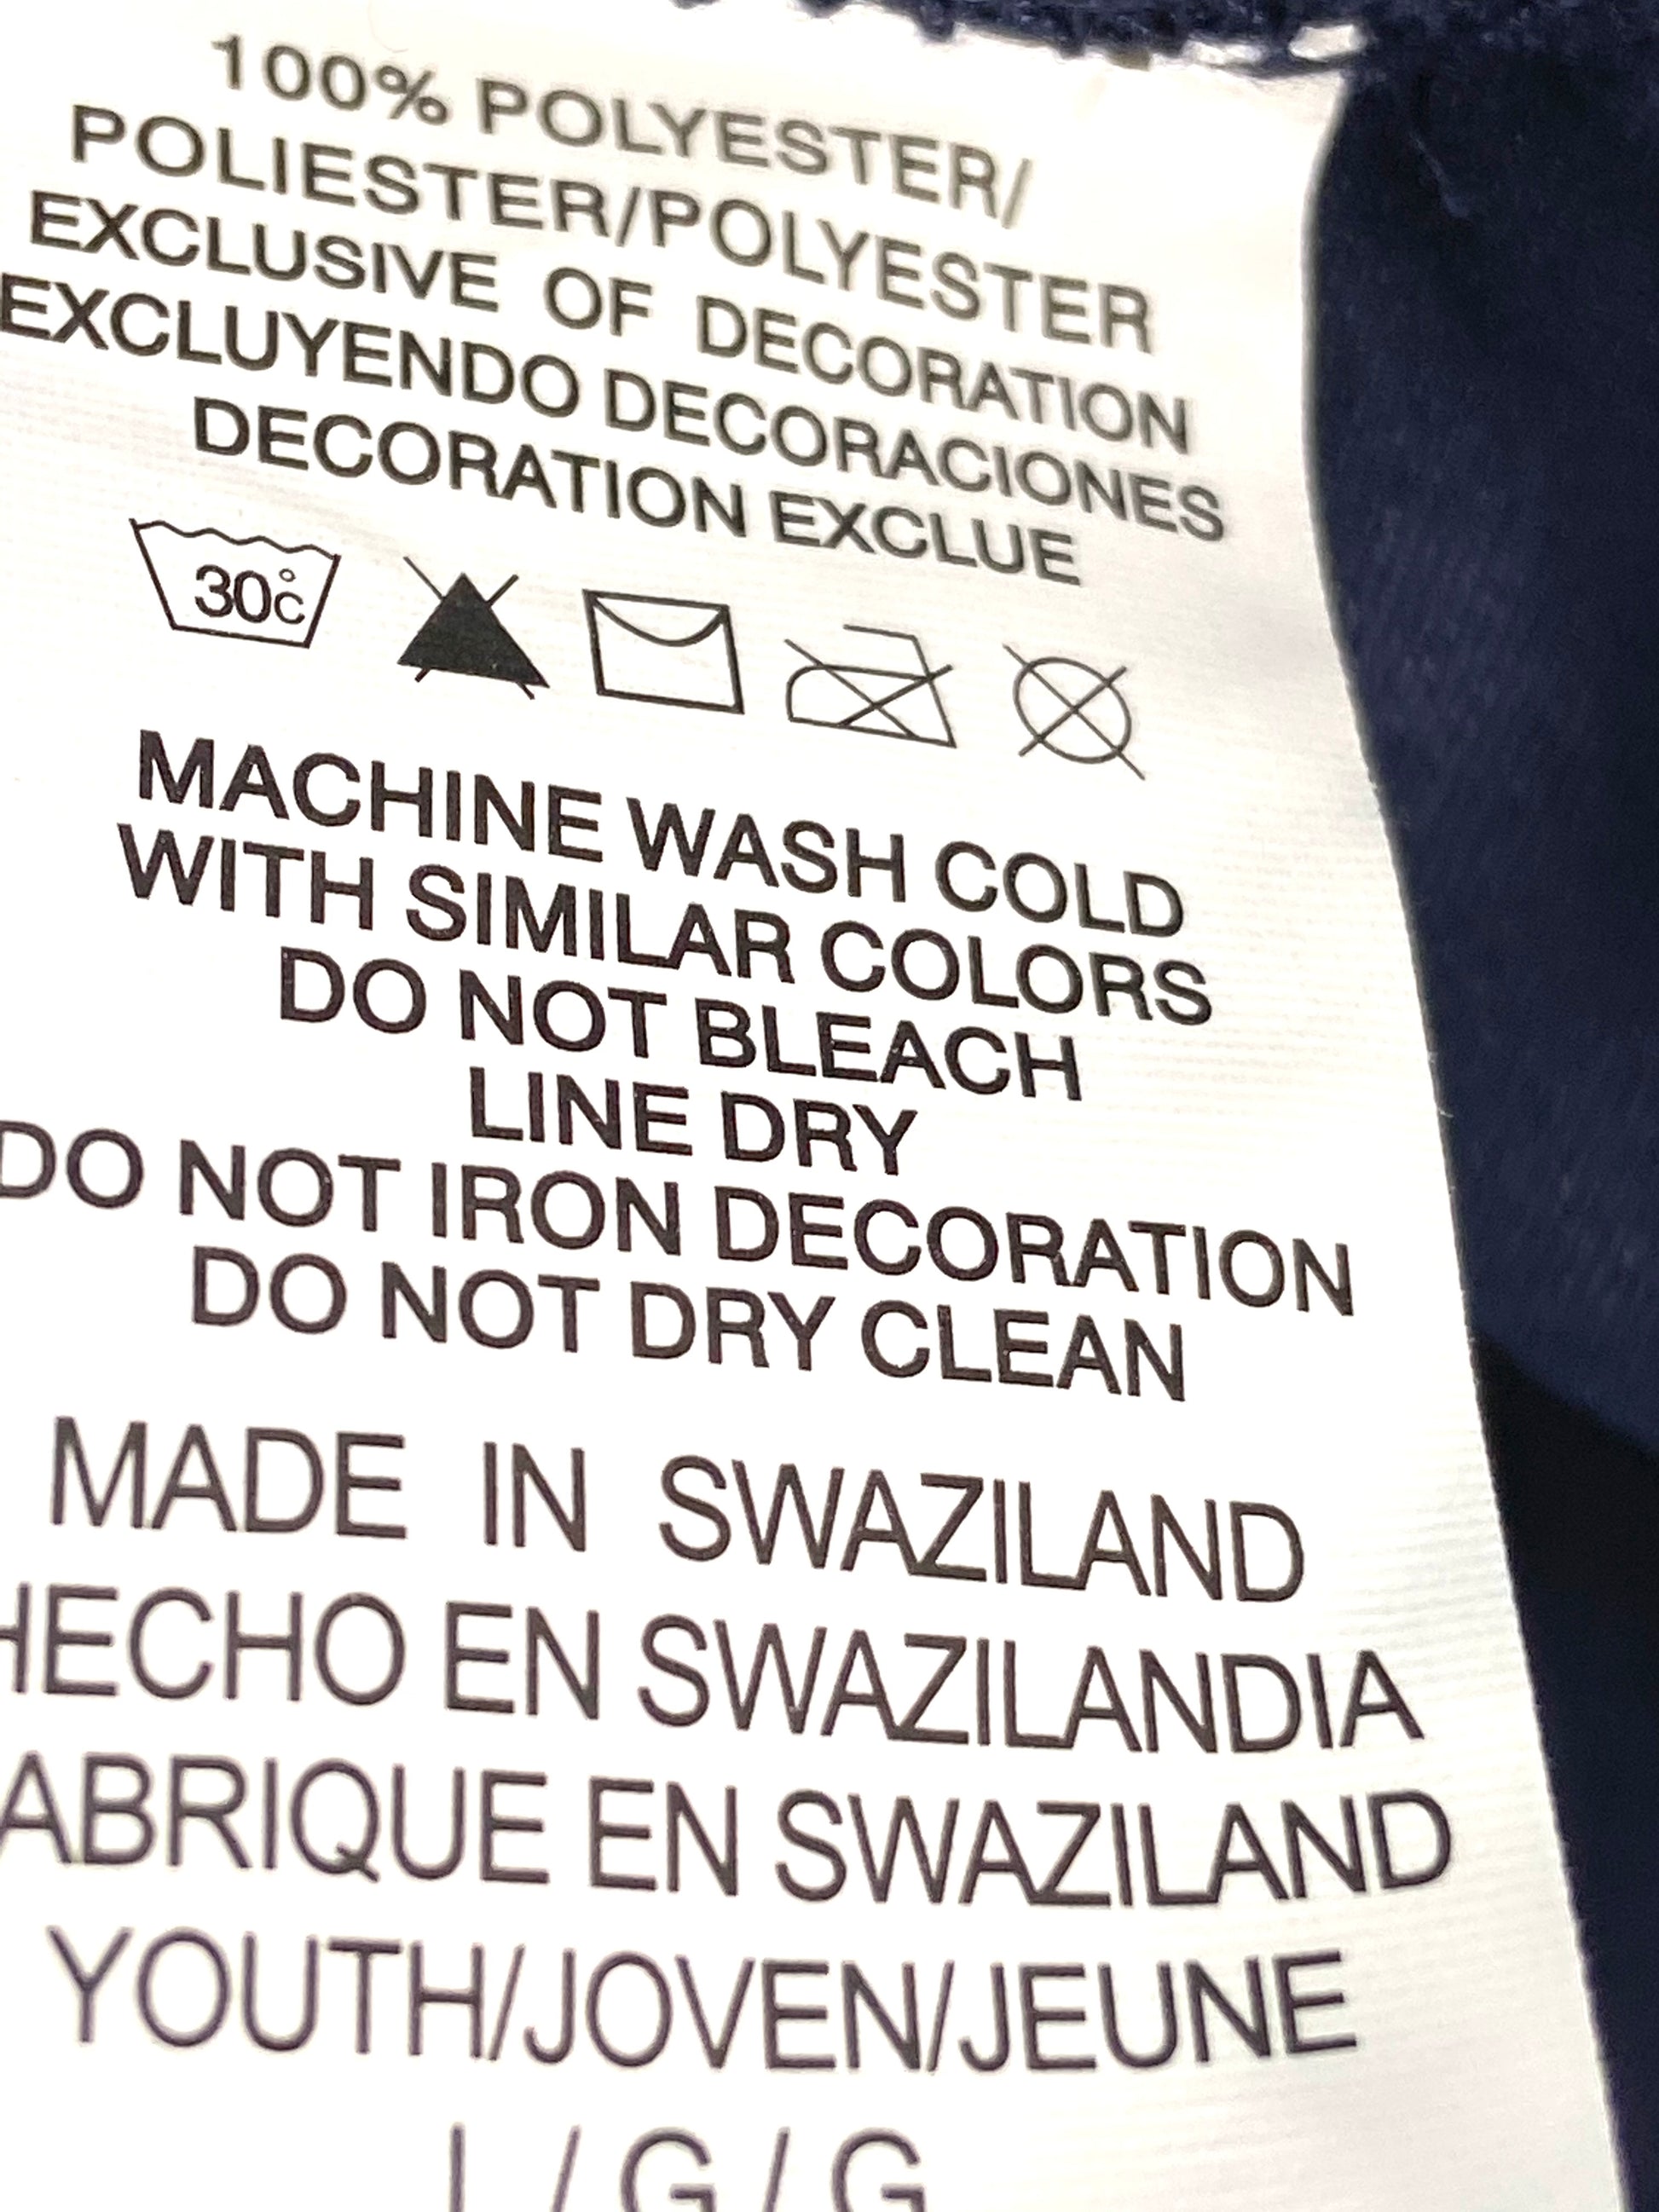 100% POLYESTER/
POLIESTER/POLYESTER
EXCLUSIVE OF DECORATION
EXCLUYENDO DECORACIONES
DECORATION EXCLUE
30°C
MACHINE WASH COLD
WITH SIMILAR COLORS
DO NOT BLEACH
LINE DRY
DO NOT IRON DECORATION
DO NOT DRY CLEAN
MADE IN SWAZILAND
HECHO EN SWAZILANDIA
ABRIQUE EN SWAZILAND
YOUTH/JOVEN/JEUNE
L/G/G